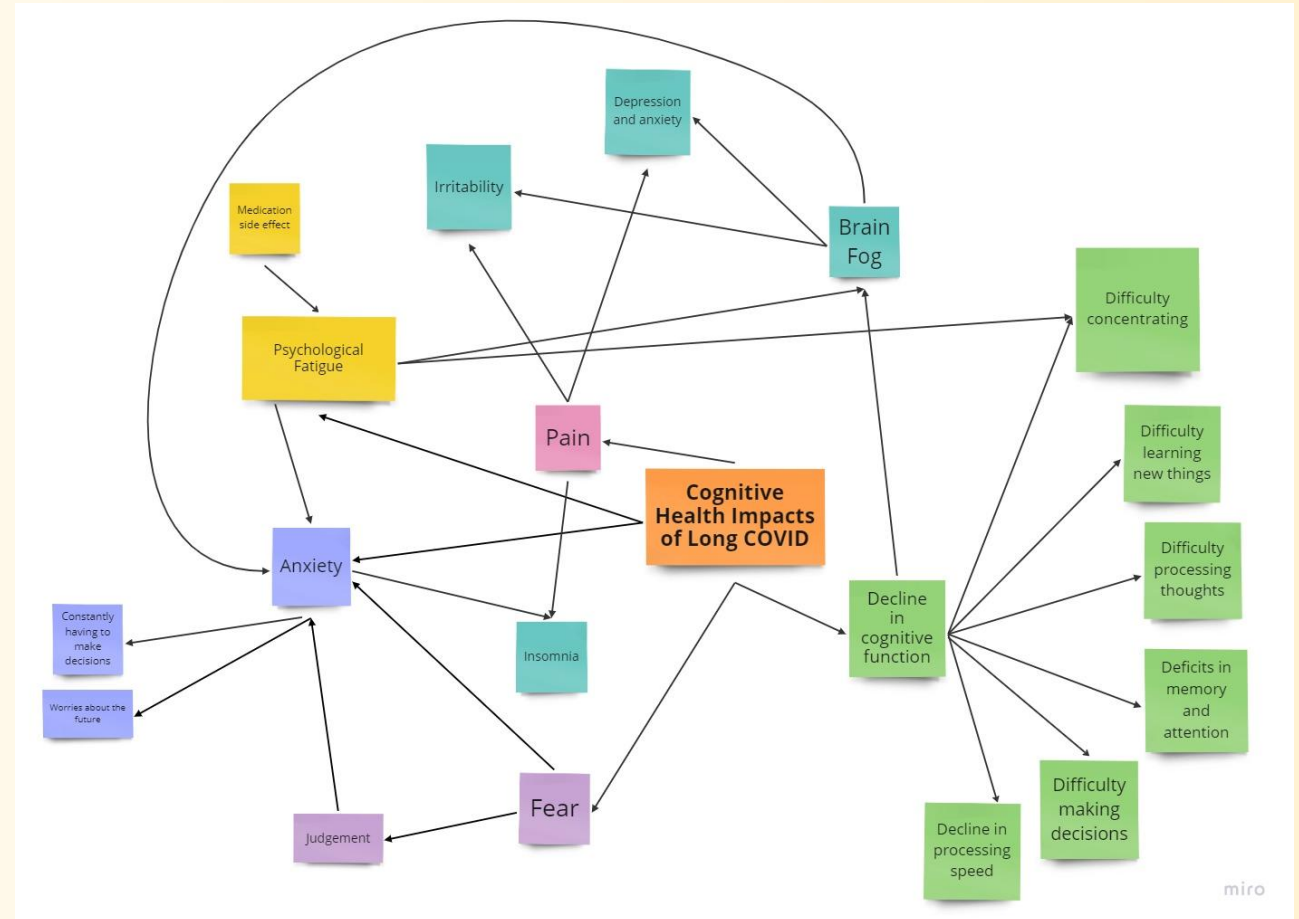 Depression
and anxiety
Irritability
Medication
side effect
Brain
Fog
Difficulty
concentrating
Psychological
Fatigue
Pain
Difficulty
learning
new things
Cognitive
Health Impacts
of Long COVID
Difficulty
processing
thoughts
Anxiety
Decline
in
cognitive
function
Constantly
having to
make
decisions
Insomnia
Deficits in
memory
and
attention
Worries about the
future
Fear
Difficulty
making
decisions
Judgement
Decline in
processing
speed
miro